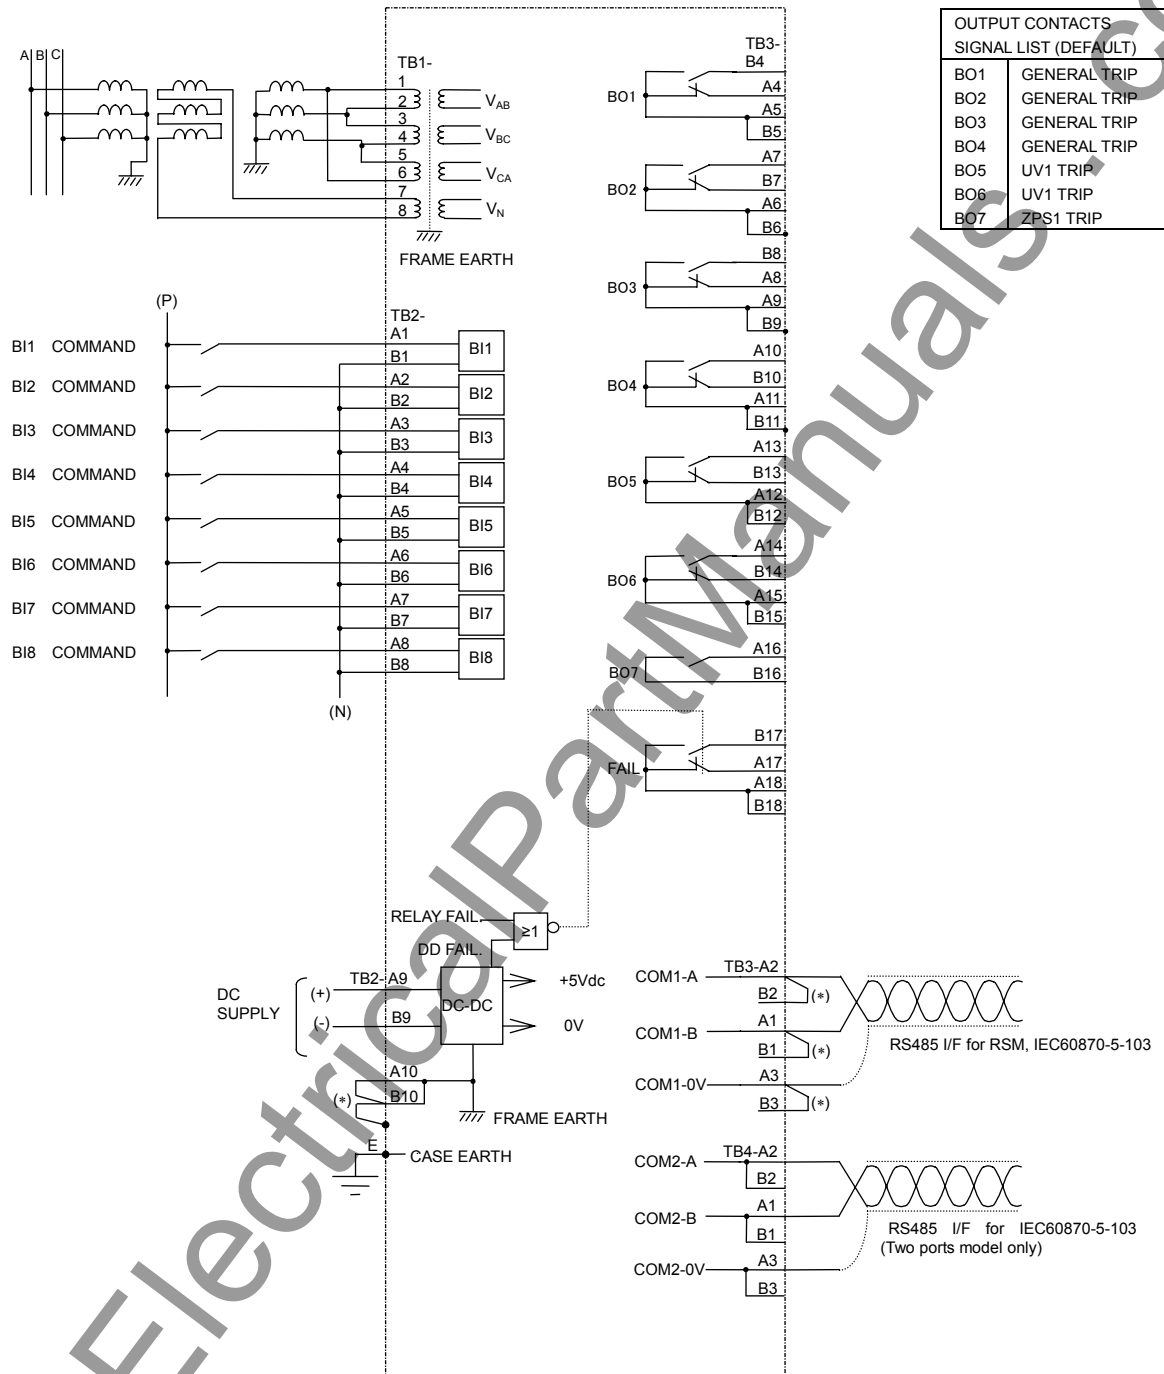 A B C
TB1-
1
2
3
4
5
6
7
8
VAB
VBC
VCA
VN
FRAME EARTH
(P)
TB2-
BI1 COMMAND
A1
B1
BI1
BI2 COMMAND
A2
B2
BI2
BI3 COMMAND
A3
B3
BI3
BI4 COMMAND
A4
B4
BI4
BI5 COMMAND
A5
B5
BI5
BI6 COMMAND
A6
B6
BI6
BI7 COMMAND
A7
B7
BI7
BI8 COMMAND
A8
B8
BI8
(N)
TB3-
B4
BO1
A4
A5
B5
A7
BO2
B7
A6
B6
B8
BO3
A8
A9
B9
A10
BO4
B10
A11
B11
A13
BO5
B13
A12
B12
A14
BO6
B14
A15
B15
A16
BO7
B16
B17
FAIL
A17
A18
B18
OUTPUT CONTACTS
SIGNAL LIST (DEFAULT)
BO1 GENERAL TRIP
BO2 GENERAL TRIP
BO3 GENERAL TRIP
BO4 GENERAL TRIP
BO5 UV1 TRIP
BO6 UV1 TRIP
BO7 ZPS1 TRIP
RELAY FAIL.
≥1
DD FAIL.
DC
SUPPLY
(+)
(-)
TB2- A9
B9
DC-DC
+5Vdc
0V
A10
(∗)
B10
FRAME EARTH
E
CASE EARTH
COM1-A
TB3-A2
B2
(∗)
COM1-B
A1
B1
(∗)
COM1-0V
A3
B3
(∗)
RS485 I/F for RSM, IEC60870-5-103
COM2-A
TB4-A2
B2
COM2-B
A1
B1
COM2-0V
A3
B3
RS485 I/F for IEC60870-5-103
(Two ports model only)
ElectricalPartManuals . co